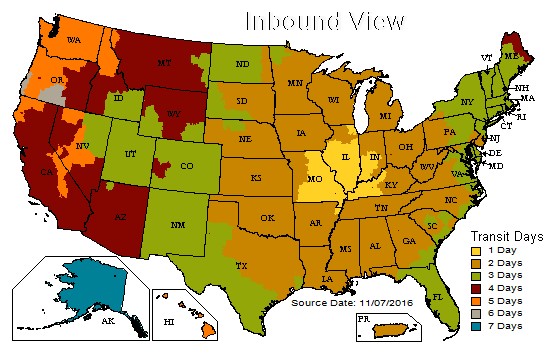 Inbound View
WA
MT
ND
MN
VT
ME
OR
ID
SD
WI
MI
NY
NH
MA
RI
CT
WY
IA
NE
PA
NJ
NV
UT
CO
IL
IN
OH
WV
DE
MD
CA
KS
MO
KY
VA
AZ
NM
OK
AR
TN
NC
SC
TX
LA
MS
AL
GA
FL
AK
HI
PR
Source Date: 11/07/2016
Transit Days
1 Day
2 Days
3 Days
4 Days
5 Days
6 Days
7 Days